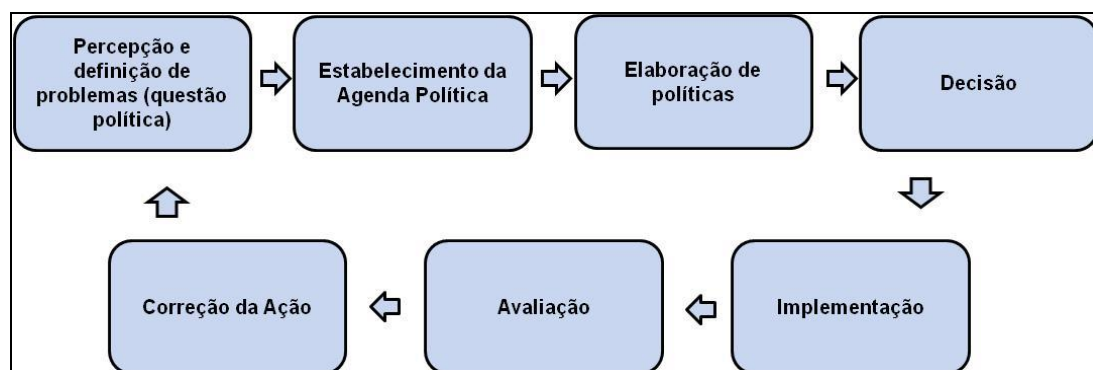 Percepção e
definição de
problemas (questão
política)
Estabelecimento da
Agenda Política
Elaboração de
políticas
Decisão
Implementação
Avaliação
Correção da Ação